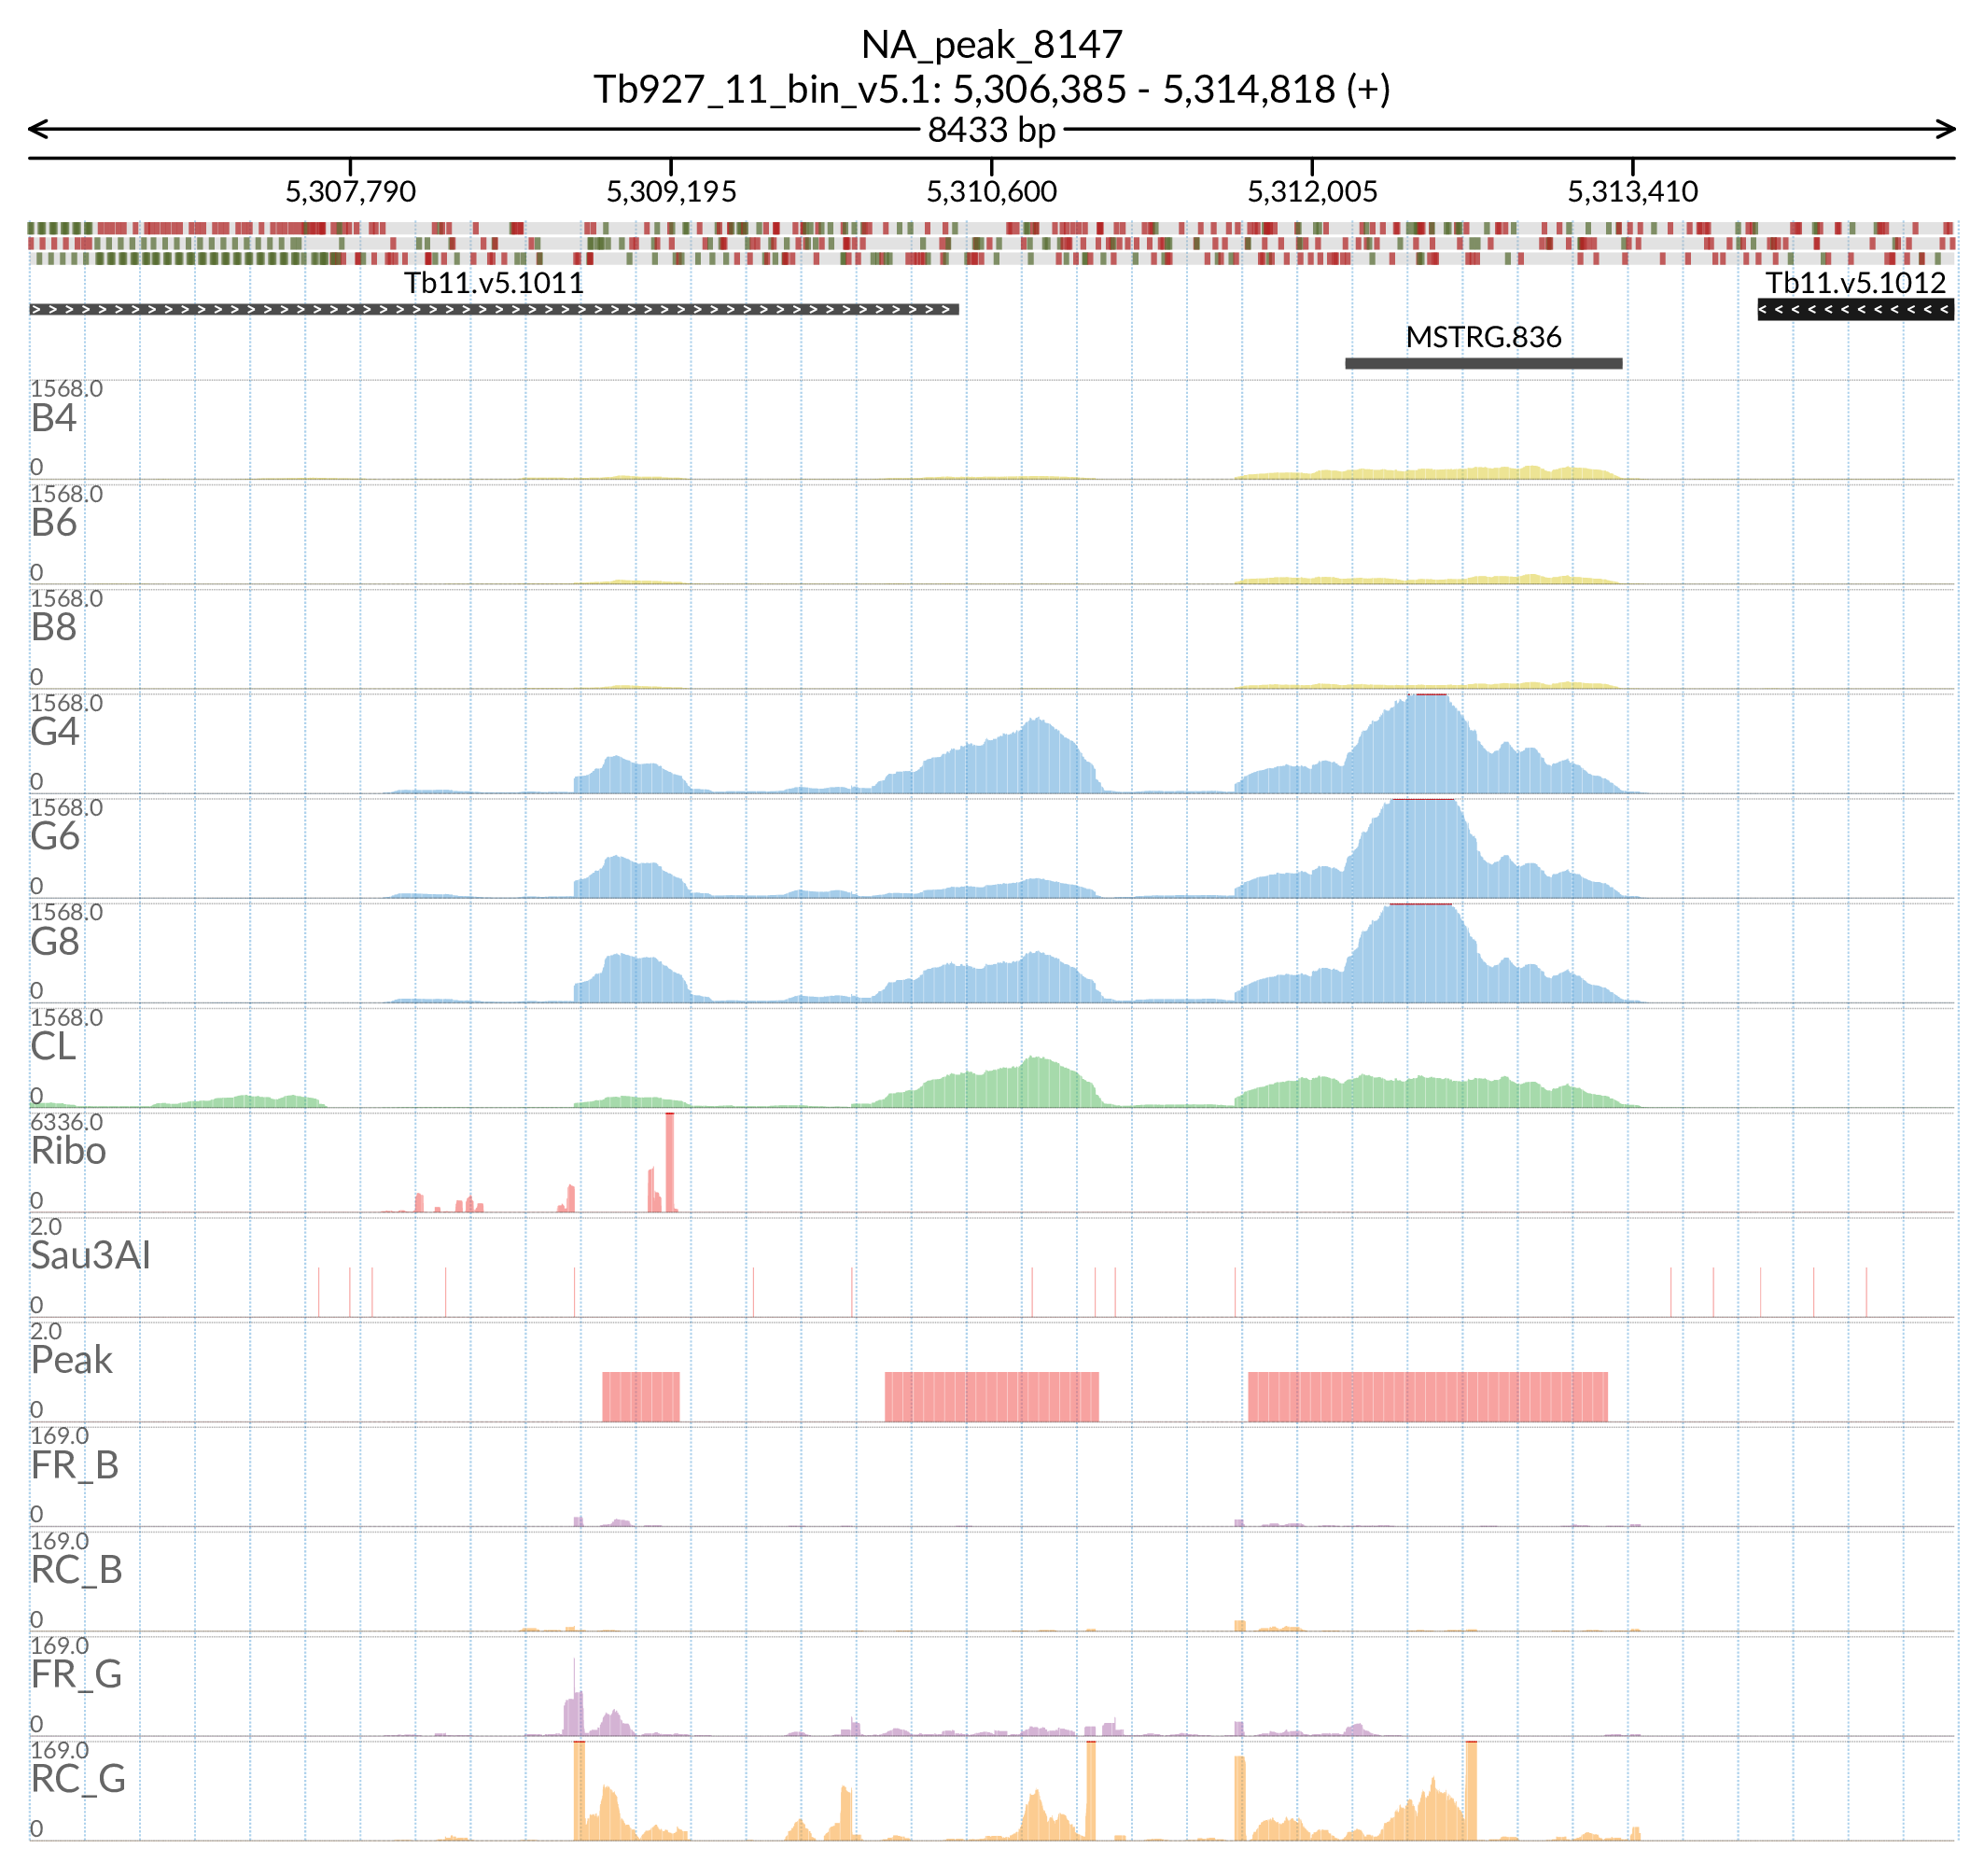 NA_peak_8147
Tb927_11_bin_v5.1: 5,306,385 - 5,314,818 (+)
8433 bp
5,307,790 5,309,195 5,310,600 5,312,005 5,313,410
Tb11.v5.1011 Tb11.v5.1012
MSTRG.836
1568.0
B4
0
1568.0
B6
0
1568.0
B8
0
1568.0
G4
0
1568.0
G6
0
1568.0
G8
0
1568.0
CL
0
6336.0
Ribo
0
2.0
Sau3AI
0
2.0
Peak
0
169.0
FR_B
0
169.0
RC_B
0
169.0
FR_G
0
169.0
RC_G
0